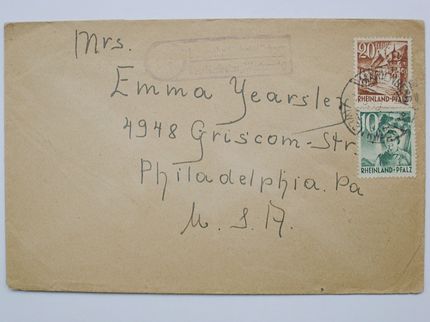 Mrs.
Emma Yearsley
4948 Griscom-Str.
Philadelphia. Pa
U. S. A.
20
RHEINLAND-PFALZ
10
RHEINLAND-PFALZ